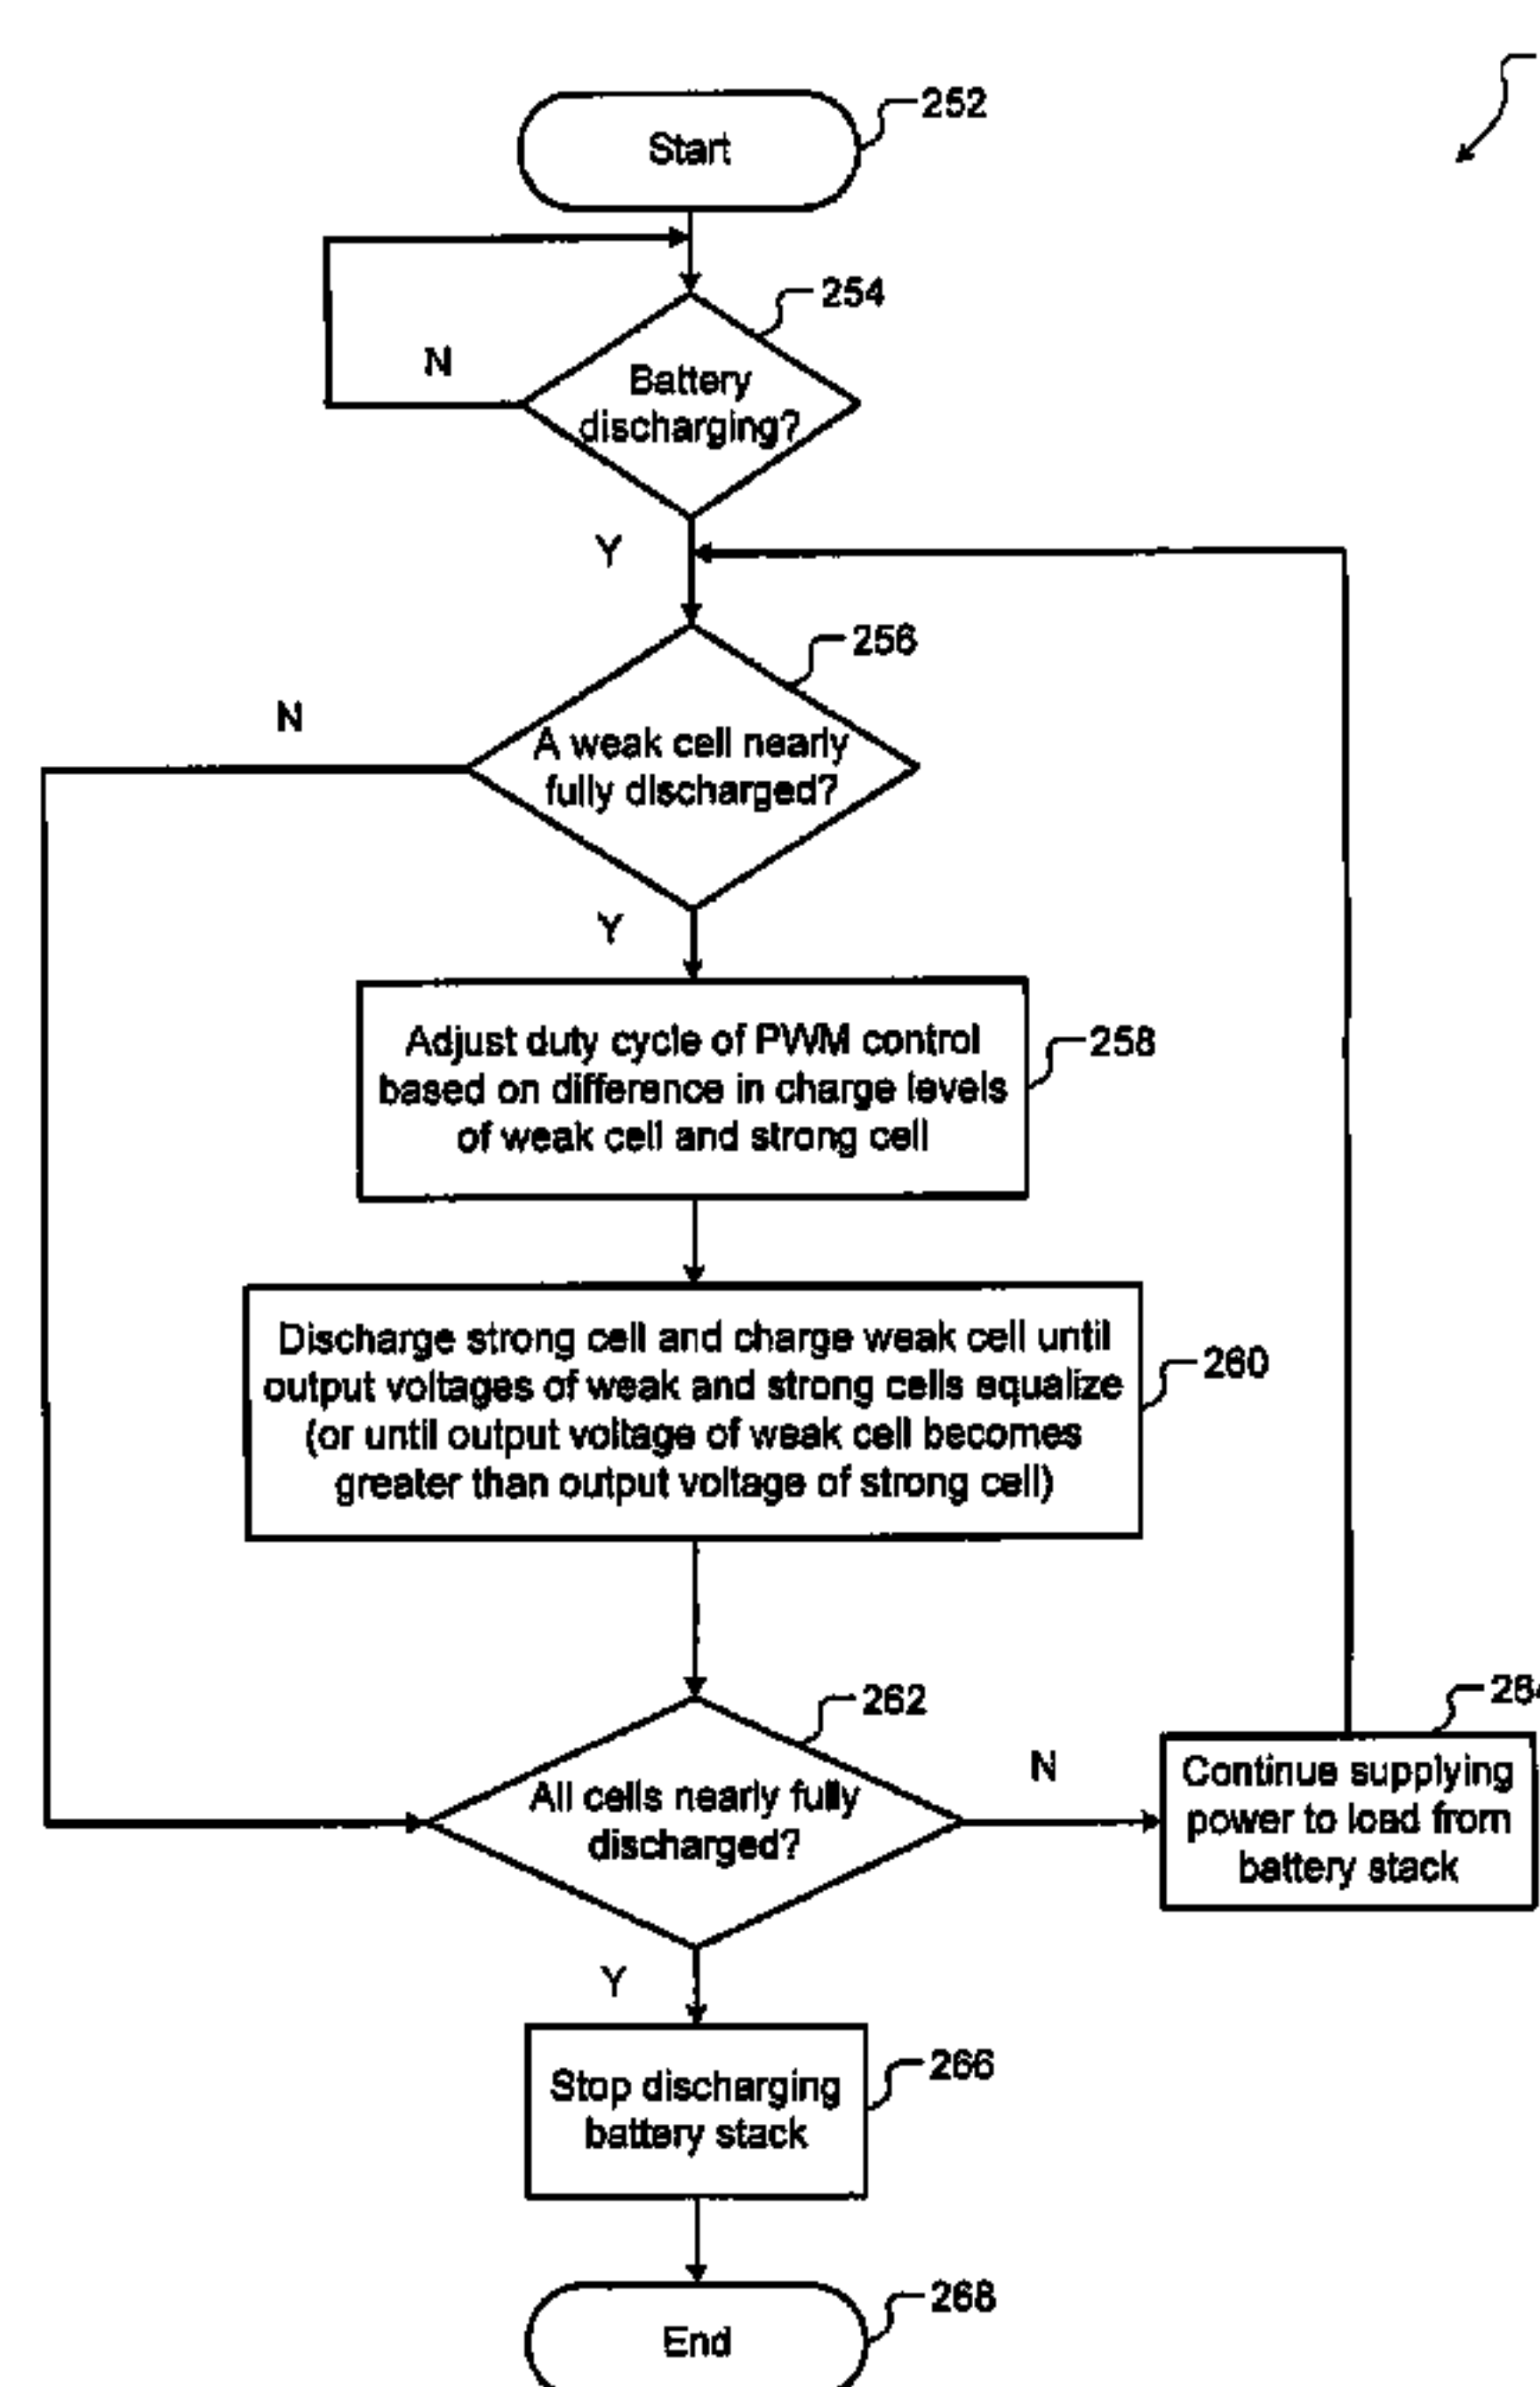 Start
252
254
N
Battery
discharging?
Y
256
N
A weak cell nearly
fully discharged?
Y
Adjust duty cycle of PWM control
based on difference in charge levels
of weak cell and strong cell
258
Discharge strong cell and charge weak cell until
output voltages of weak and strong cells equalize
(or until output voltage of weak cell becomes
greater than output voltage of strong cell)
260
262
All cells nearly fully
discharged?
N
Continue supplying
power to load from
battery stack
Y
Stop discharging
battery stack
266
End
268